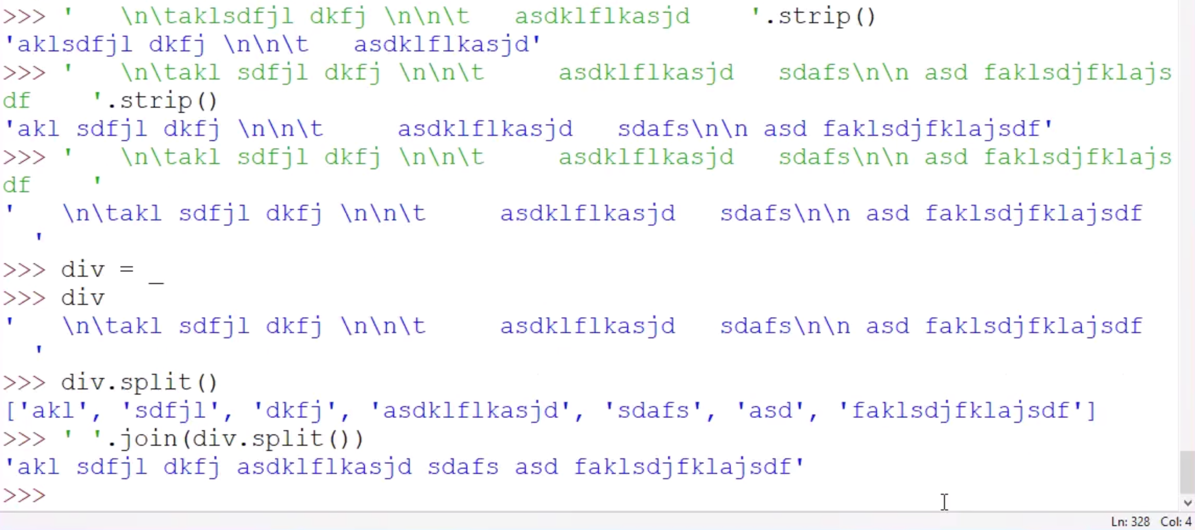 >>> '   \n\taklsdfjl dkfj \n\n\t   asdklflkasjd    '.strip()
'aklsdfjl dkfj \n\n\t   asdklflkasjd'
>>> '   \n\takl sdfjl dkfj \n\n\t     asdklflkasjd   sdafs\n\n asd faklsdjfklajs
df    '.strip()
'akl sdfjl dkfj \n\n\t     asdklflkasjd   sdafs\n\n asd faklsdjfklajsdf'
>>> '   \n\takl sdfjl dkfj \n\n\t     asdklflkasjd   sdafs\n\n asd faklsdjfklajs
df    '
'   \n\takl sdfjl dkfj \n\n\t     asdklflkasjd   sdafs\n\n asd faklsdjfklajsdf
  '
>>> div = _
>>> div
'   \n\takl sdfjl dkfj \n\n\t     asdklflkasjd   sdafs\n\n asd faklsdjfklajsdf
  '
>>> div.split()
['akl', 'sdfjl', 'dkfj', 'asdklflkasjd', 'sdafs', 'asd', 'faklsdjfklajsdf']
>>> ' '.join(div.split())
'akl sdfjl dkfj asdklflkasjd sdafs asd faklsdjfklajsdf'
>>>
Ln: 328 Col: 4